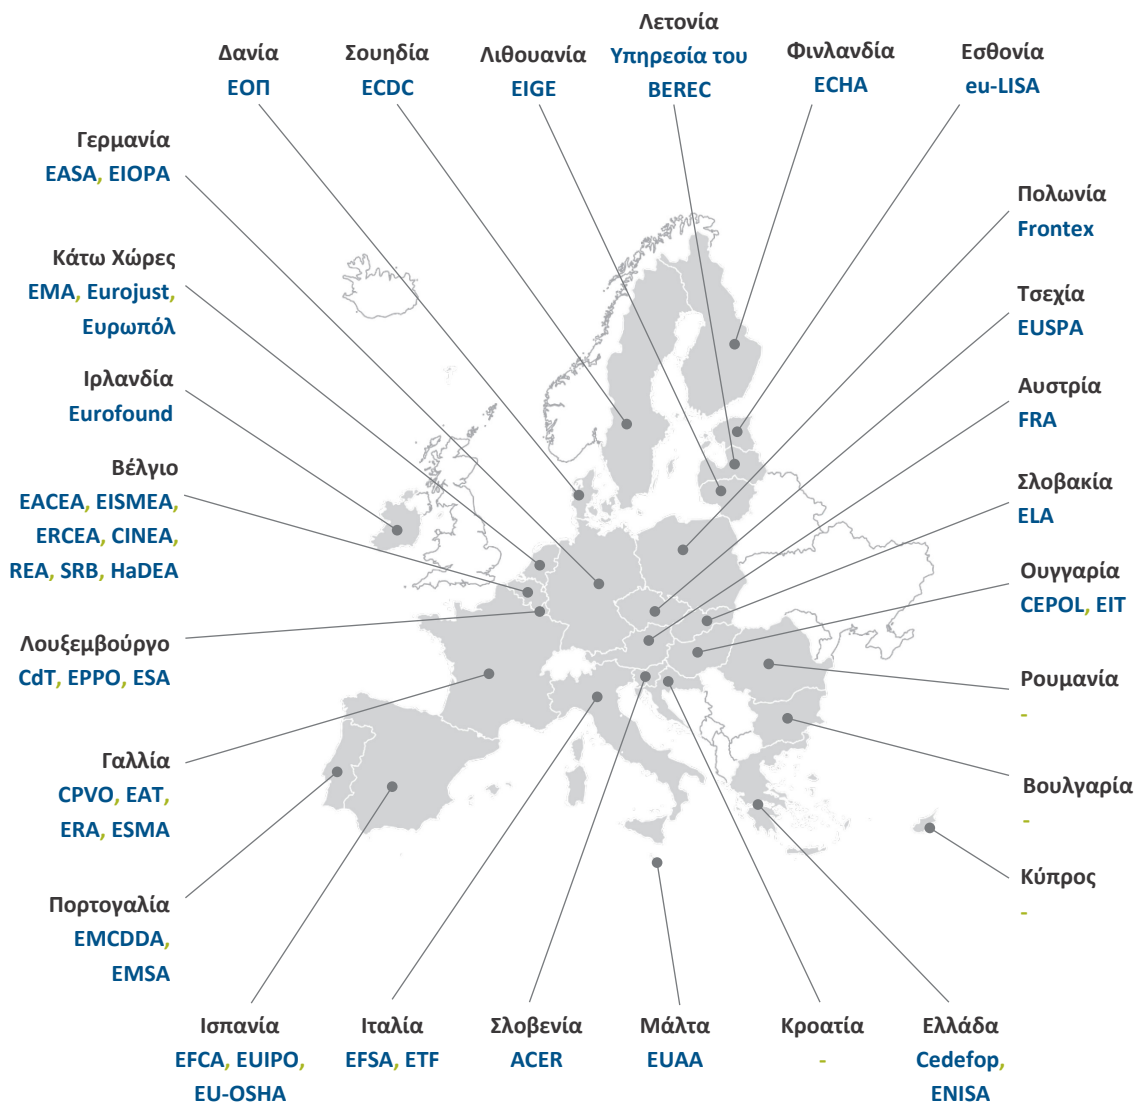 Δανία
ΕΟΠ
Σουηδία
ECDC
Λιθουανία
EIGE
Λετονία
Υπηρεσία του
BEREC
Φινλανδία
ECHA
Εσθονία
eu-LISA
Γερμανία
EASA, EIOPA
Κάτω Χώρες
EMA, Eurojust,
Ευρωπόλ
Ιρλανδία
Eurofound
Βέλγιο
EACEA, EISMEA,
ERCEA, CINEA,
REA, SRB, HaDEA
Λουξεμβούργο
CdT, EPPO, ESA
Γαλλία
CPVO, EAT,
ERA, ESMA
Πορτογαλία
EMCDDA,
EMSA
Πολωνία
Frontex
Τσεχία
EUSPA
Αυστρία
FRA
Σλοβακία
ELA
Ουγγαρία
CEPOL, EIT
Ρουμανία
-
Βουλγαρία
-
Κύπρος
-
Ισπανία
EFCA, EUIPO,
EU-OSHA
Ιταλία
EFSA, ETF
Σλοβενία
ACER
Μάλτα
EUAA
Κροατία
-
Ελλάδα
Cedefop,
ENISA